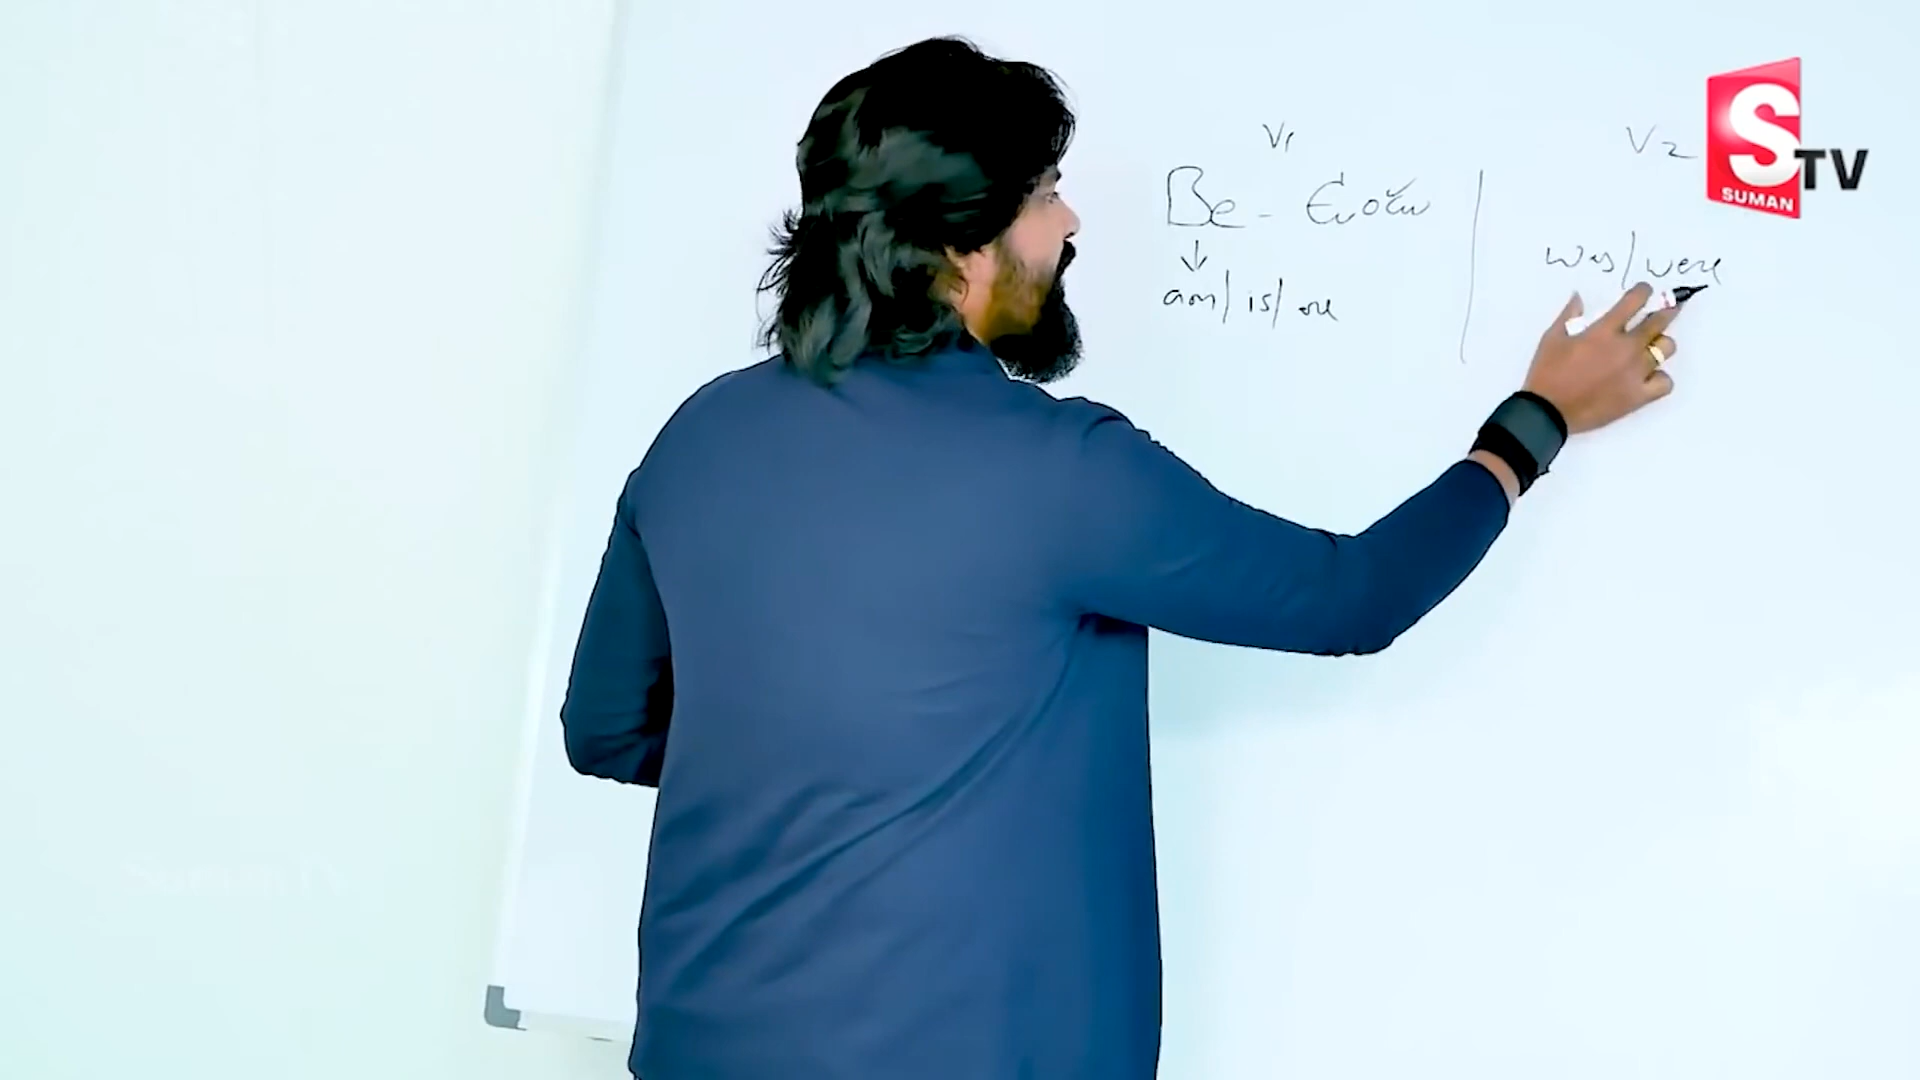 V1
V2
Be - ఉండు
↓
am/ is/ are
was/were
S
TV
SUMAN